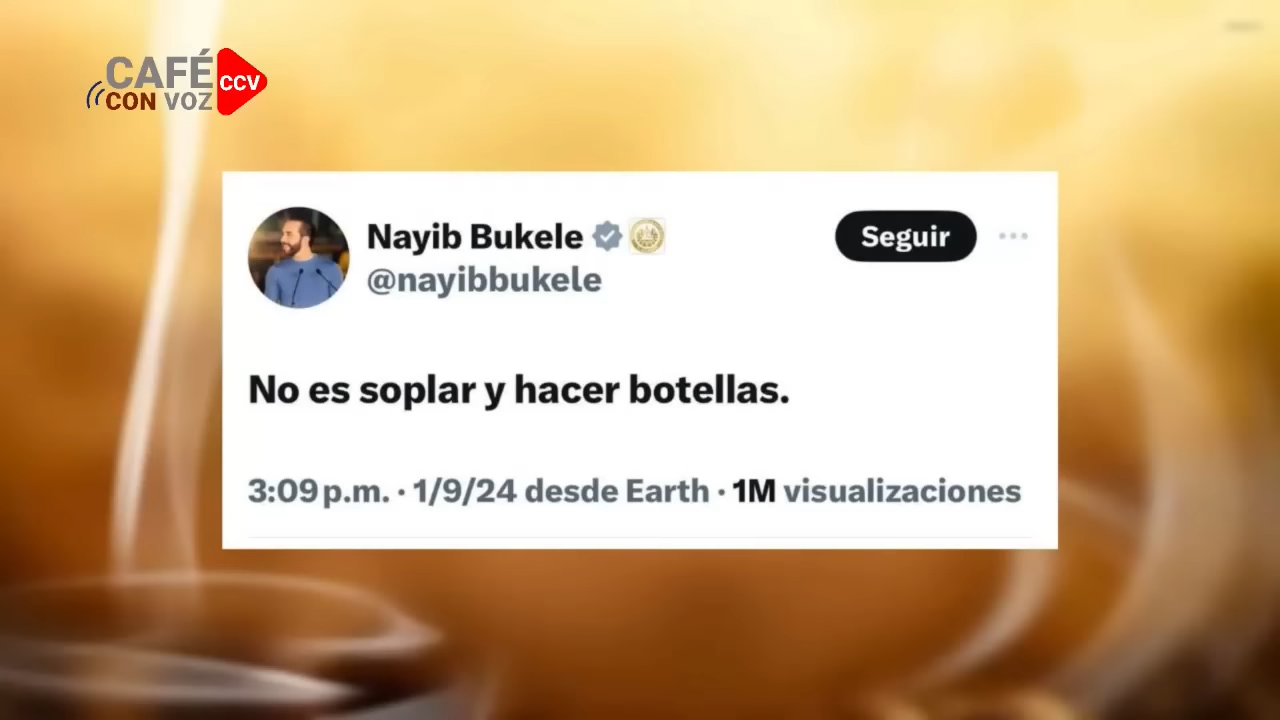 CAFÉ
CON VOZ
CCV
Nayib Bukele
Seguir
@nayibbukele
No es soplar y hacer botellas.
3:09 p.m. · 1/9/24 desde Earth · 1M visualizaciones